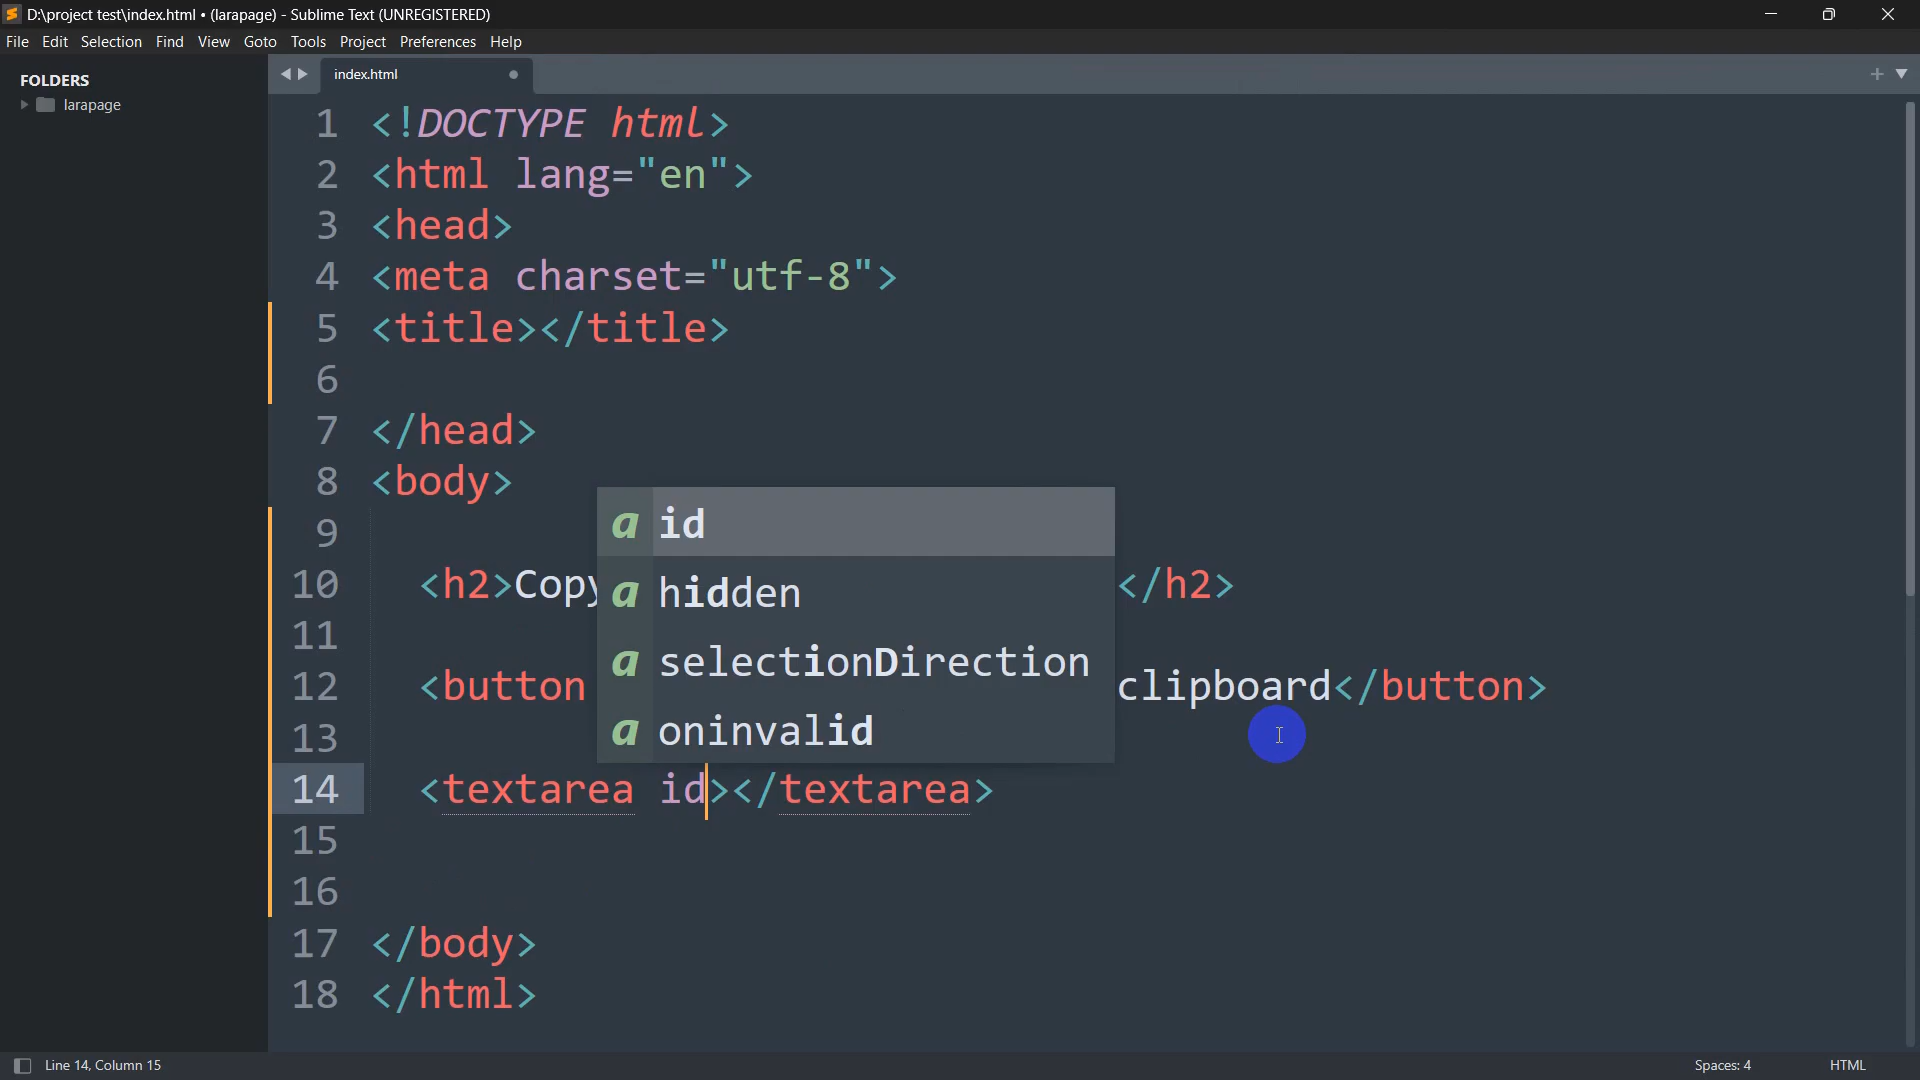 D:\project test\index.html • (larapage) - Sublime Text (UNREGISTERED)
File Edit Selection Find View Goto Tools Project Preferences Help
FOLDERS
larapage
index.html
1 <!DOCTYPE html>
2 <html lang="en">
3 <head>
4 <meta charset="utf-8">
5 <title></title>
6
7 </head>
8 <body>
9
a id
a hidden
10 <h2>Copy </h2>
11
a selectionDirection
12 <button clipboard</button>
13
a oninvalid
14 <textarea id></textarea>
15
16
17 </body>
18 </html>
Line 14, Column 15
Spaces: 4
HTML